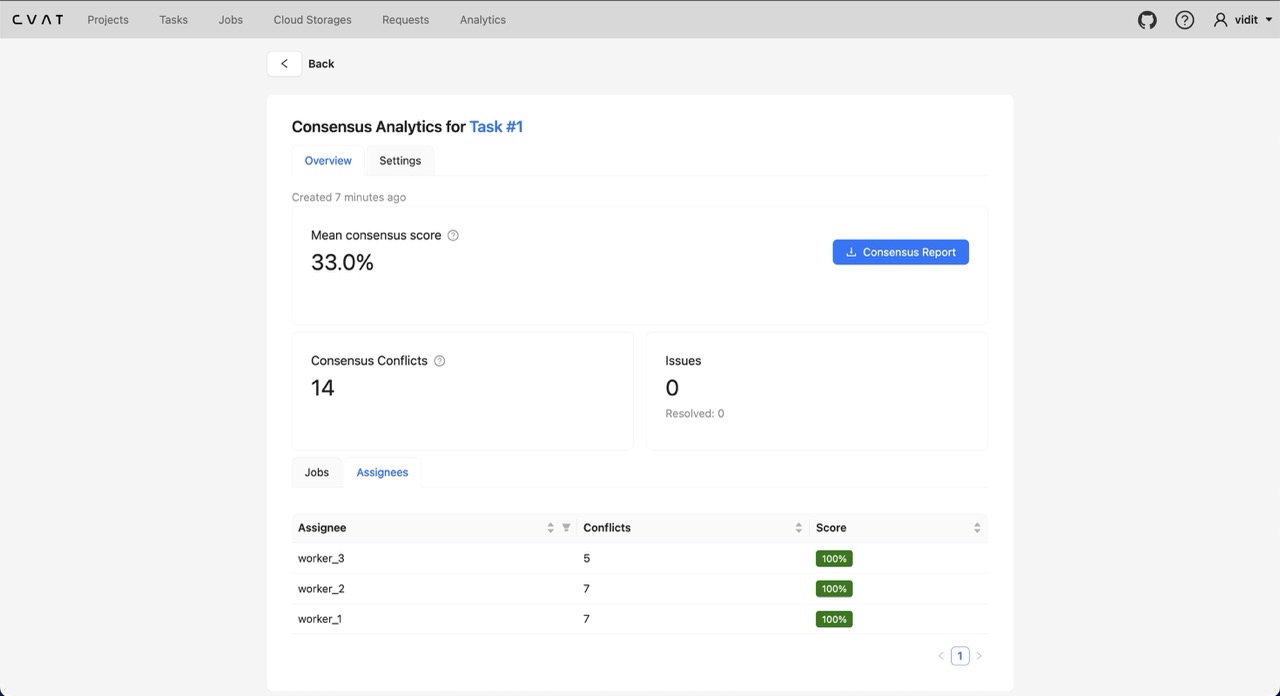 CVAT Projects Tasks Jobs Cloud Storages Requests Analytics vidit
Back
Consensus Analytics for Task #1
Overview Settings
Created 7 minutes ago
Mean consensus score
33.0%
Consensus Report
Consensus Conflicts
14
Issues
0
Resolved: 0
Jobs Assignees
Assignee Conflicts Score
worker_3 5 100%
worker_2 7 100%
worker_1 7 100%
1